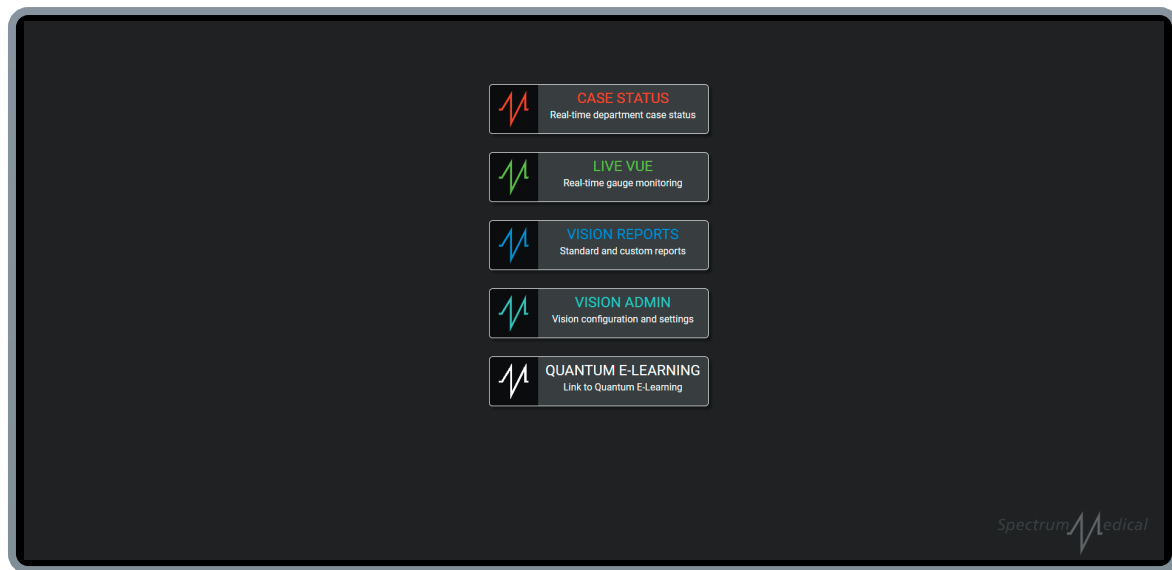 CASE STATUS
Real-time department case status
LIVE VUE
Real-time gauge monitoring
VISION REPORTS
Standard and custom reports
VISION ADMIN
Vision configuration and settings
QUANTUM E-LEARNING
Link to Quantum E-Learning
Spectrum Medical